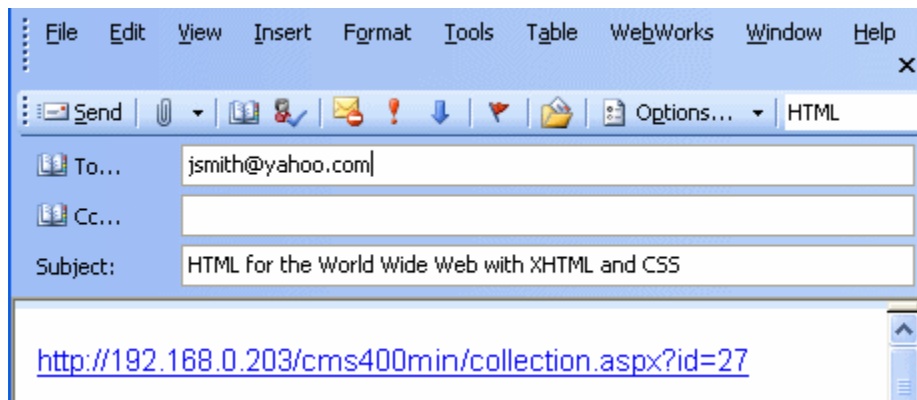 File Edit View Insert Format Tools Table WebWorks Window Help
Send Options... HTML
To... jsmith@yahoo.com
Cc...
Subject: HTML for the World Wide Web with XHTML and CSS
http://192.168.0.203/cms400min/collection.aspx?id=27